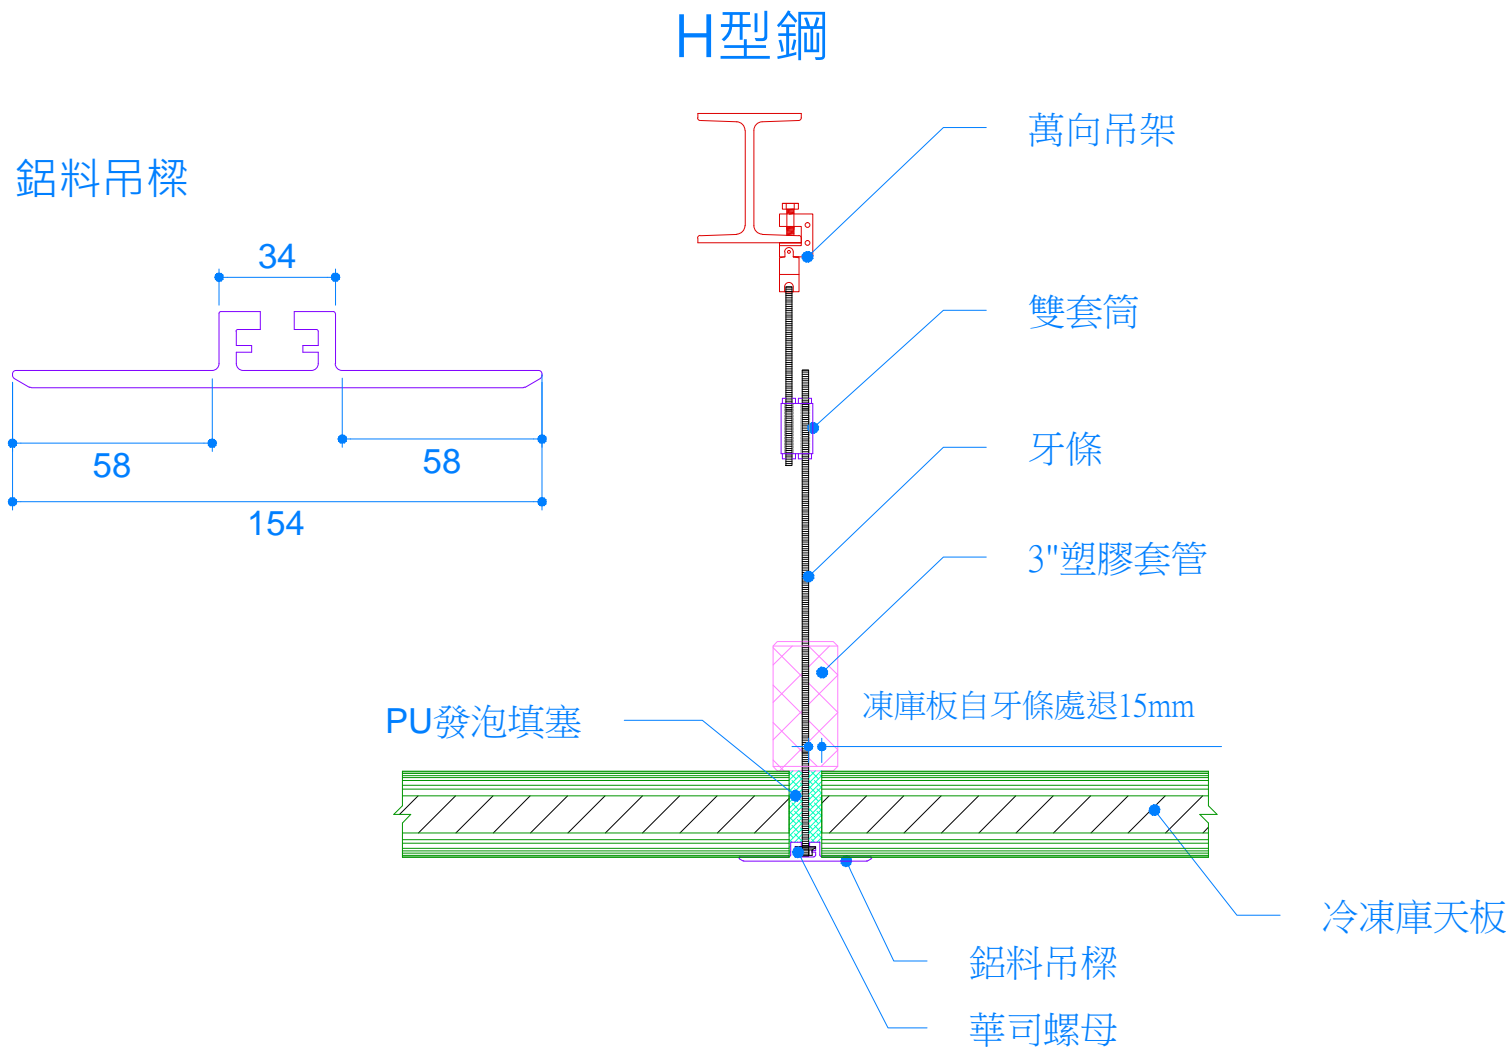 H型鋼
萬向吊架
鋁料吊樑
34
雙套筒
牙條
58
58
154
3"塑膠套管
凍庫板自牙條處退15mm
PU發泡填塞
冷凍庫天板
鋁料吊樑
華司螺母